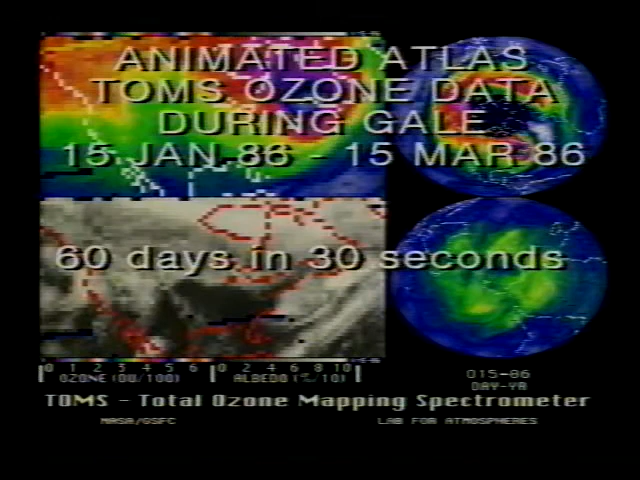 ANIMATED ATLAS
TOMS OZONE DATA
DURING GALE
15 JAN 86 - 15 MAR 86
60 days in 30 seconds
0 1 2 3 4 5 6 0 2 4 6 8 10
OZONE (DU/100) ALBEDO (%/10)
015-86
DAY-YR
TOMS - Total Ozone Mapping Spectrometer
NASA/GSFC LAB FOR ATMOSPHERES